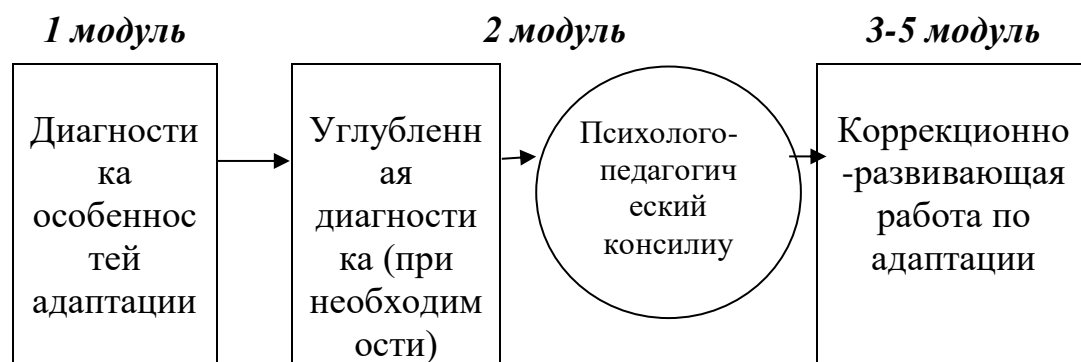 1 модуль
2 модуль
3-5 модуль
Диагности
ка
особеннос
тей
адаптации
Углубленн
ая
диагности
ка (при
необходим
ости)
Психолого-
педагогич
еский
консилиу
Коррекционно
-развивающая
работа по
адаптации